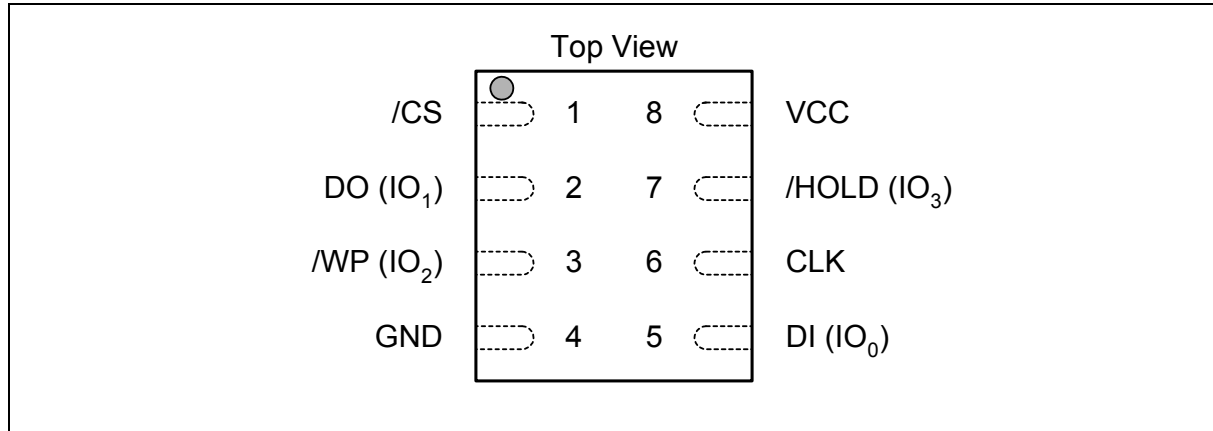 Top View
/CS 1 8 VCC
DO (IO₁) 2 7 /HOLD (IO₃)
/WP (IO₂) 3 6 CLK
GND 4 5 DI (IO₀)